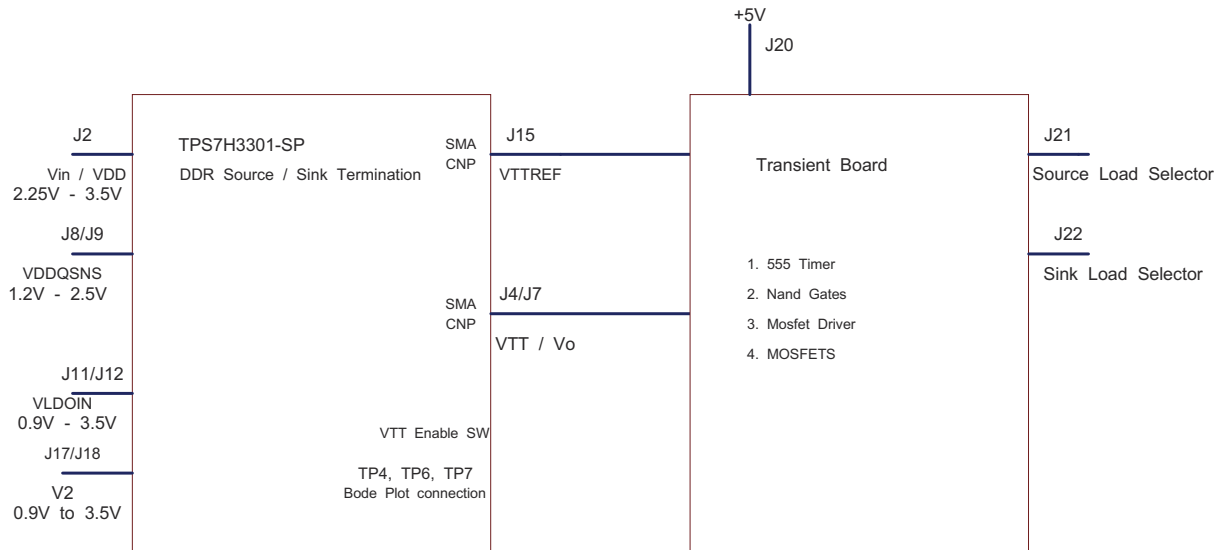 +5V
J20
J2
Vin / VDD
2.25V - 3.5V
J8/J9
VDDQSNS
1.2V - 2.5V
J11/J12
VLDOIN
0.9V - 3.5V
J17/J18
V2
0.9V to 3.5V
TPS7H3301-SP
DDR Source / Sink Termination
SMA
CNP
J15
VTTREF
SMA
CNP
J4/J7
VTT / Vo
VTT Enable SW
TP4, TP6, TP7
Bode Plot connection
Transient Board
1. 555 Timer
2. Nand Gates
3. Mosfet Driver
4. MOSFETS
J21
Source Load Selector
J22
Sink Load Selector